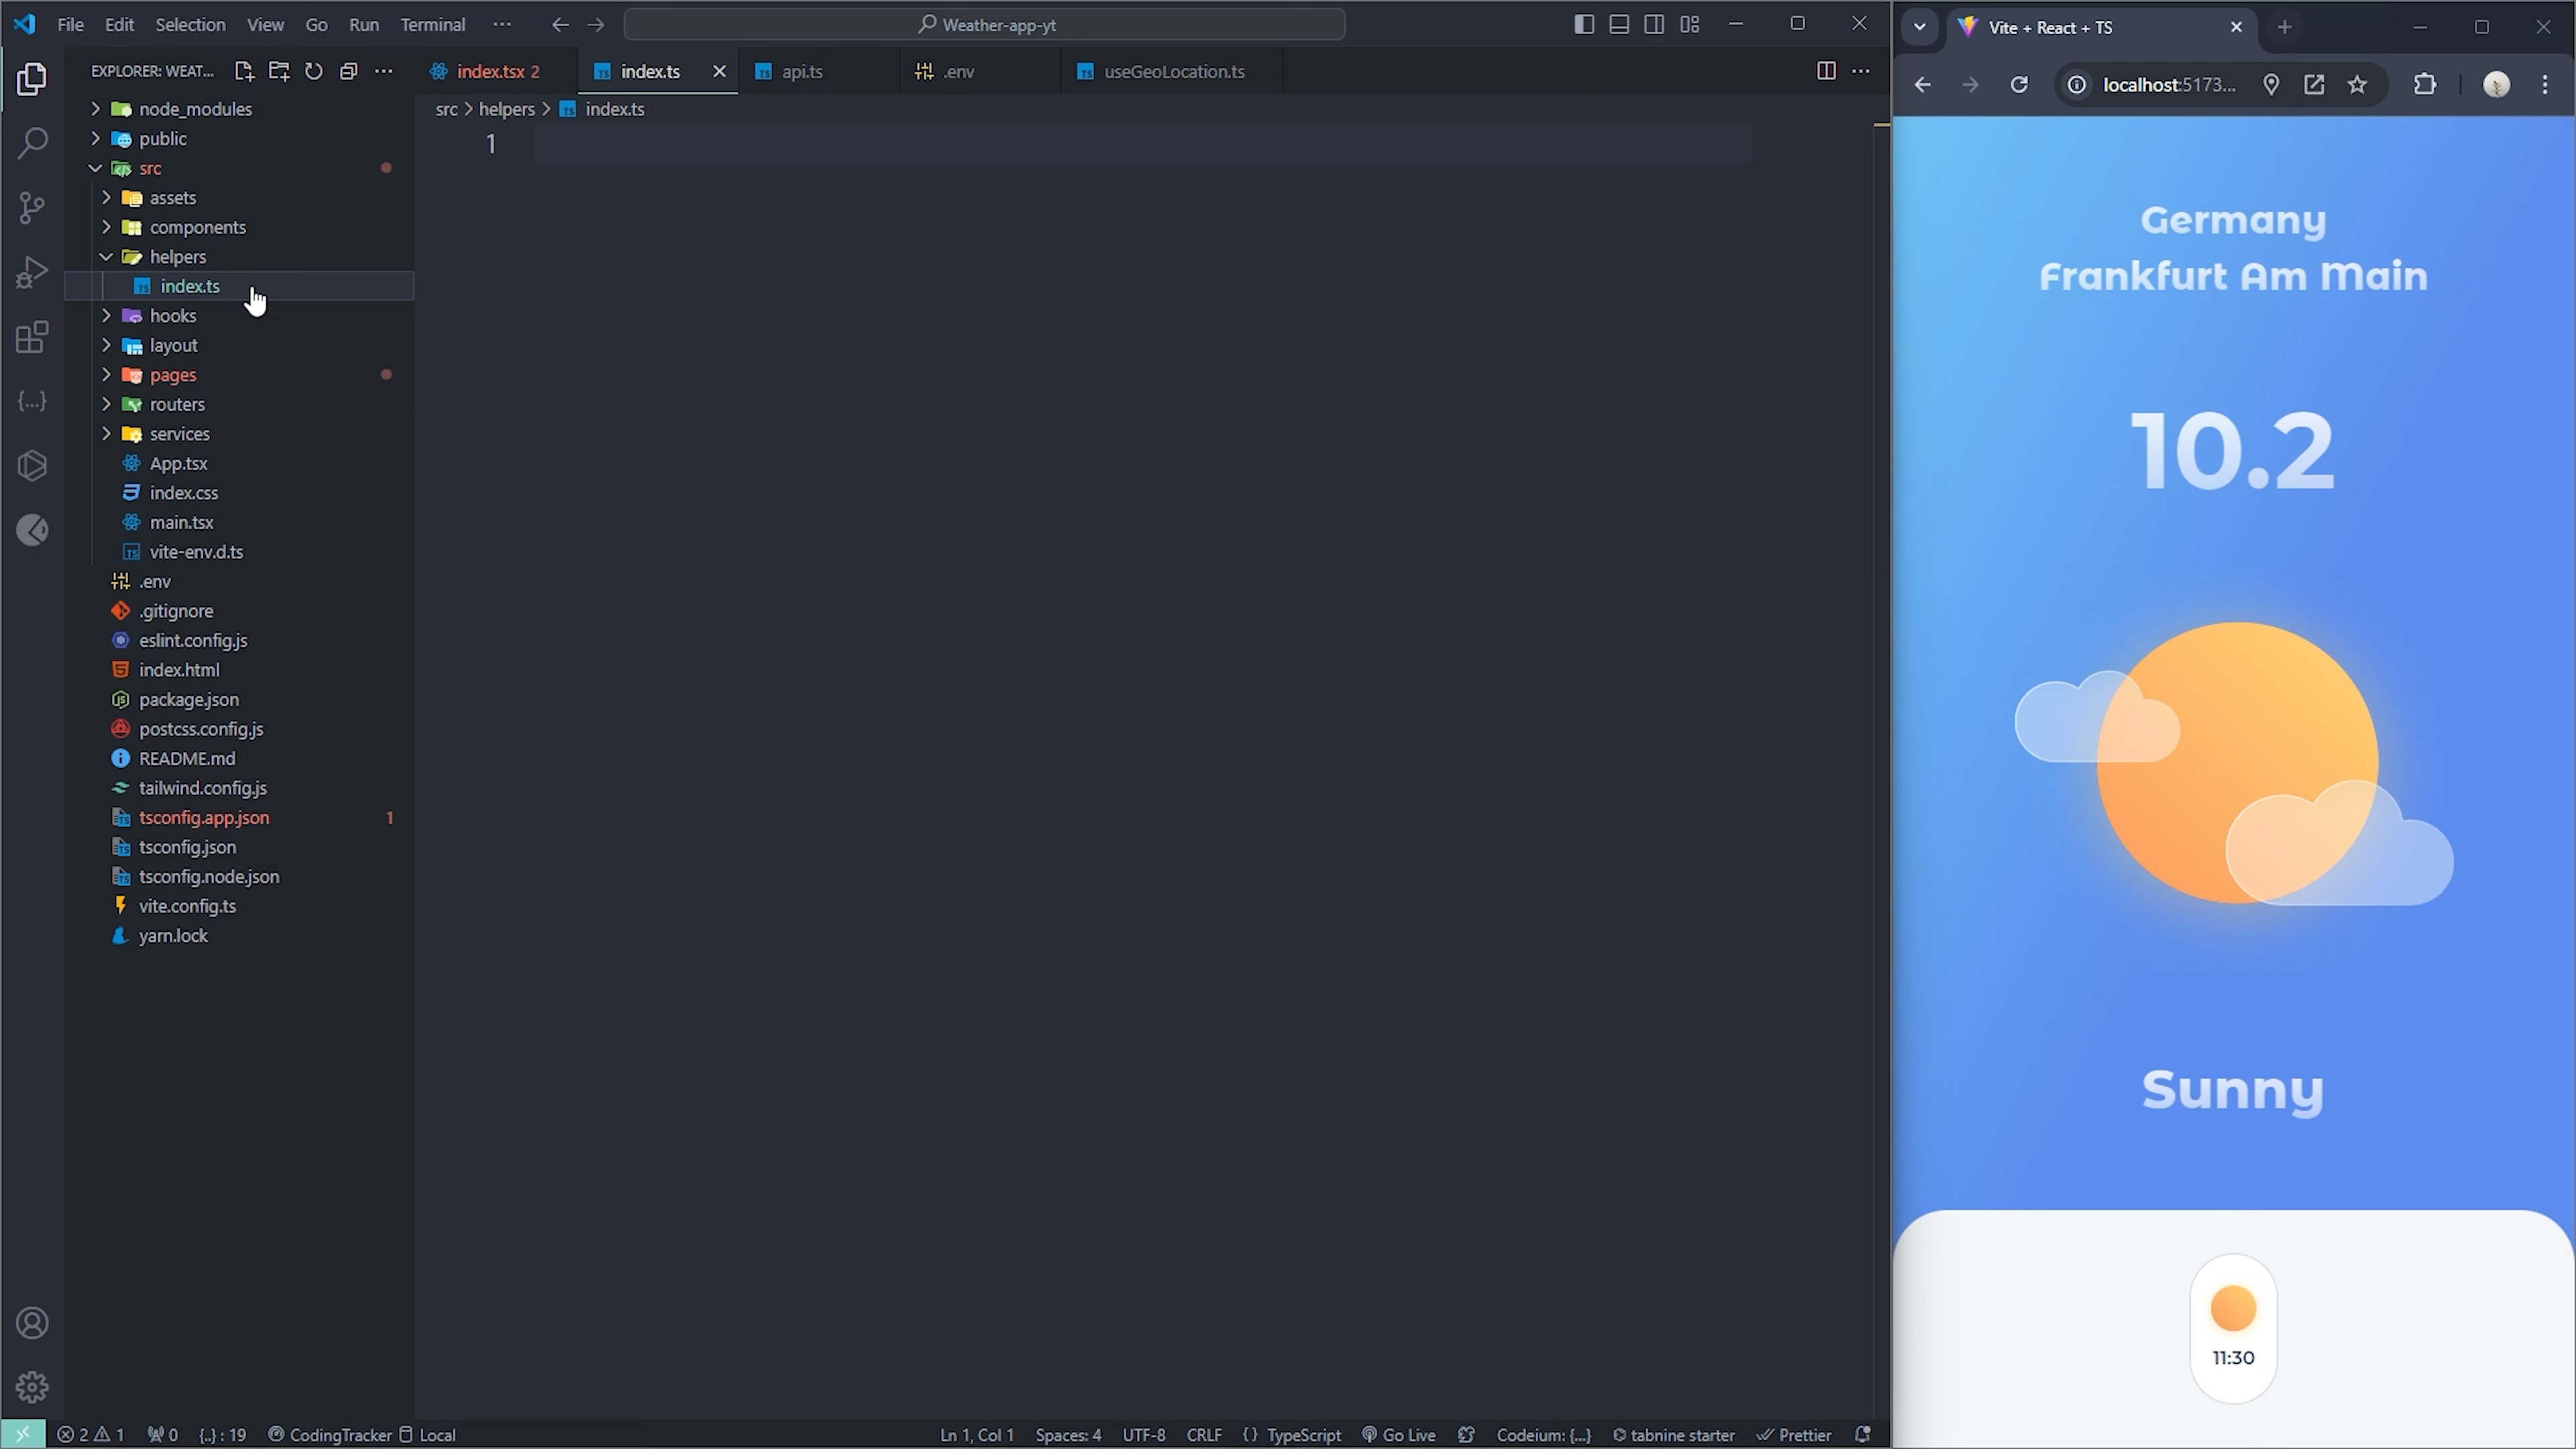 File Edit Selection View Go Run Terminal ··· Weather-app-yt
EXPLORER: WEAT...
node_modules
public
src
assets
components
helpers
index.ts
hooks
layout
pages
routers
services
App.tsx
index.css
main.tsx
vite-env.d.ts
.env
.gitignore
eslint.config.js
index.html
package.json
postcss.config.js
README.md
tailwind.config.js
tsconfig.app.json 1
tsconfig.json
tsconfig.node.json
vite.config.ts
yarn.lock
index.tsx 2 index.ts api.ts .env useGeoLocation.ts
src > helpers > index.ts
1
2 1 0 {..} : 19 CodingTracker Local Ln 1, Col 1 Spaces: 4 UTF-8 CRLF {} TypeScript Go Live Codeium: {...} tabnine starter Prettier
Vite + React + TS
localhost:5173...
Germany
Frankfurt Am Main
10.2
Sunny
11:30